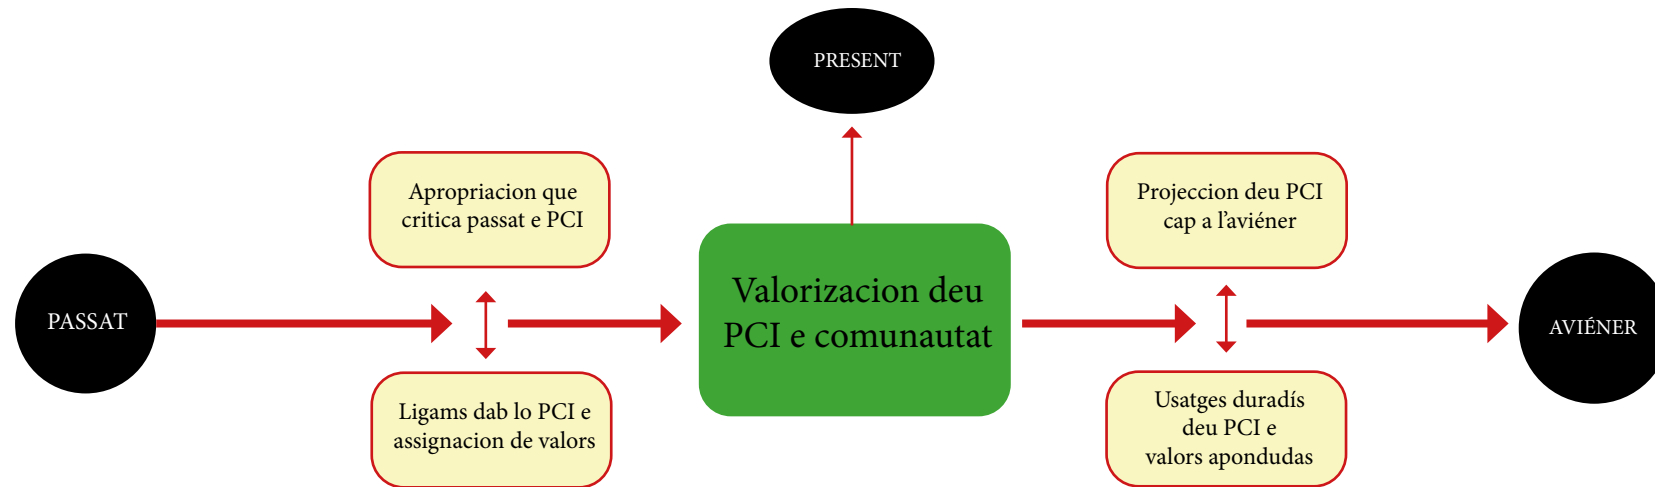 PRESENT
Apropriacion que
critica passat e PCI
Projeccion deu PCI
cap a l'aviéner
PASSAT
Valorizacion deu
PCI e comunautat
AVIÉNER
Ligams dab lo PCI e
assignacion de valors
Usatges duradís
deu PCI e
valors apondudas